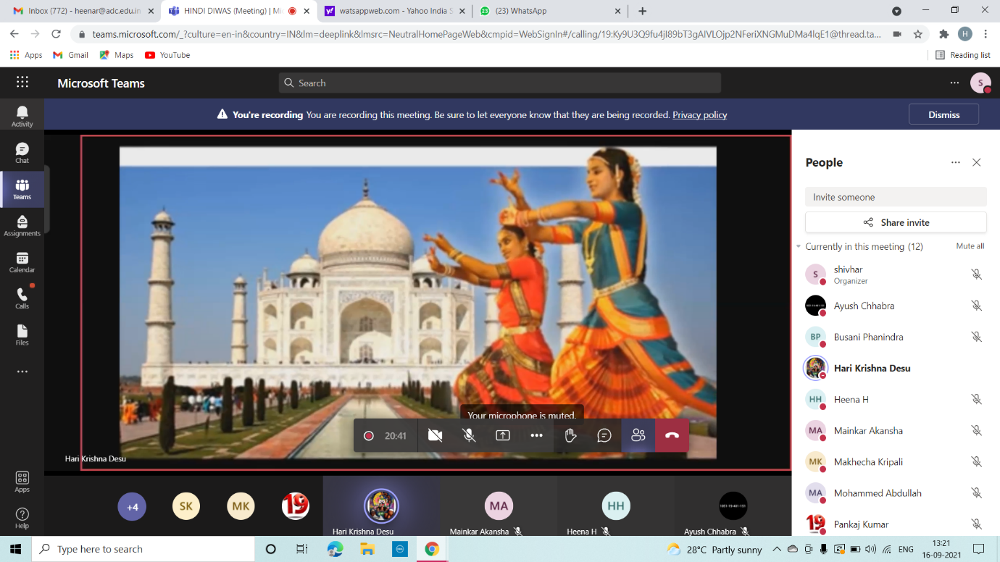 Inbox (772) - heenar@adc.edu.in
HINDI DIWAS (Meeting) | Mi
watsappweb.com - Yahoo India S
(23) WhatsApp
teams.microsoft.com/_?culture=en-in&country=IN&lm=deeplink&lmsrc=NeutralHomePageWeb&cmpid=WebSignIn#/calling/19:Ky9U3Q9fu4jI89bT3gAIVLOjp2NFeriXNGMuDMa4lqE1@thread.ta...
H
Apps
Gmail
Maps
YouTube
Reading list
Microsoft Teams
Search
S
You're recording You are recording this meeting. Be sure to let everyone know that they are being recorded. Privacy policy
Dismiss
Activity
Chat
Teams
Assignments
Calendar
Calls
Files
Apps
Help
Your microphone is muted.
20:41
Hari Krishna Desu
People
Invite someone
Share invite
Currently in this meeting (12)
Mute all
S
shivhar
Organizer
Ayush Chhabra
BP
Busani Phanindra
Hari Krishna Desu
HH
Heena H
MA
Mainkar Akansha
MK
Makhecha Kripali
MA
Mohammed Abdullah
19
Pankaj Kumar
+4
SK
MK
19
Hari Krishna Desu
MA
Mainkar Akansha
HH
Heena H
Ayush Chhabra
Type here to search
28°C Partly sunny
ENG
13:21
16-09-2021